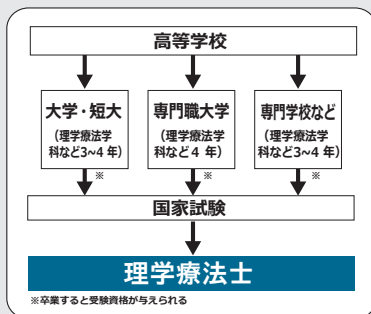 高等学校
大学・短大
(理学療法学
科など3~4 年)
専門職大学
(理学療法学
科など4 年)
専門学校など
(理学療法学
科など3~4 年)
※
※
※
国家試験
理学療法士
※卒業すると受験資格が与えられる